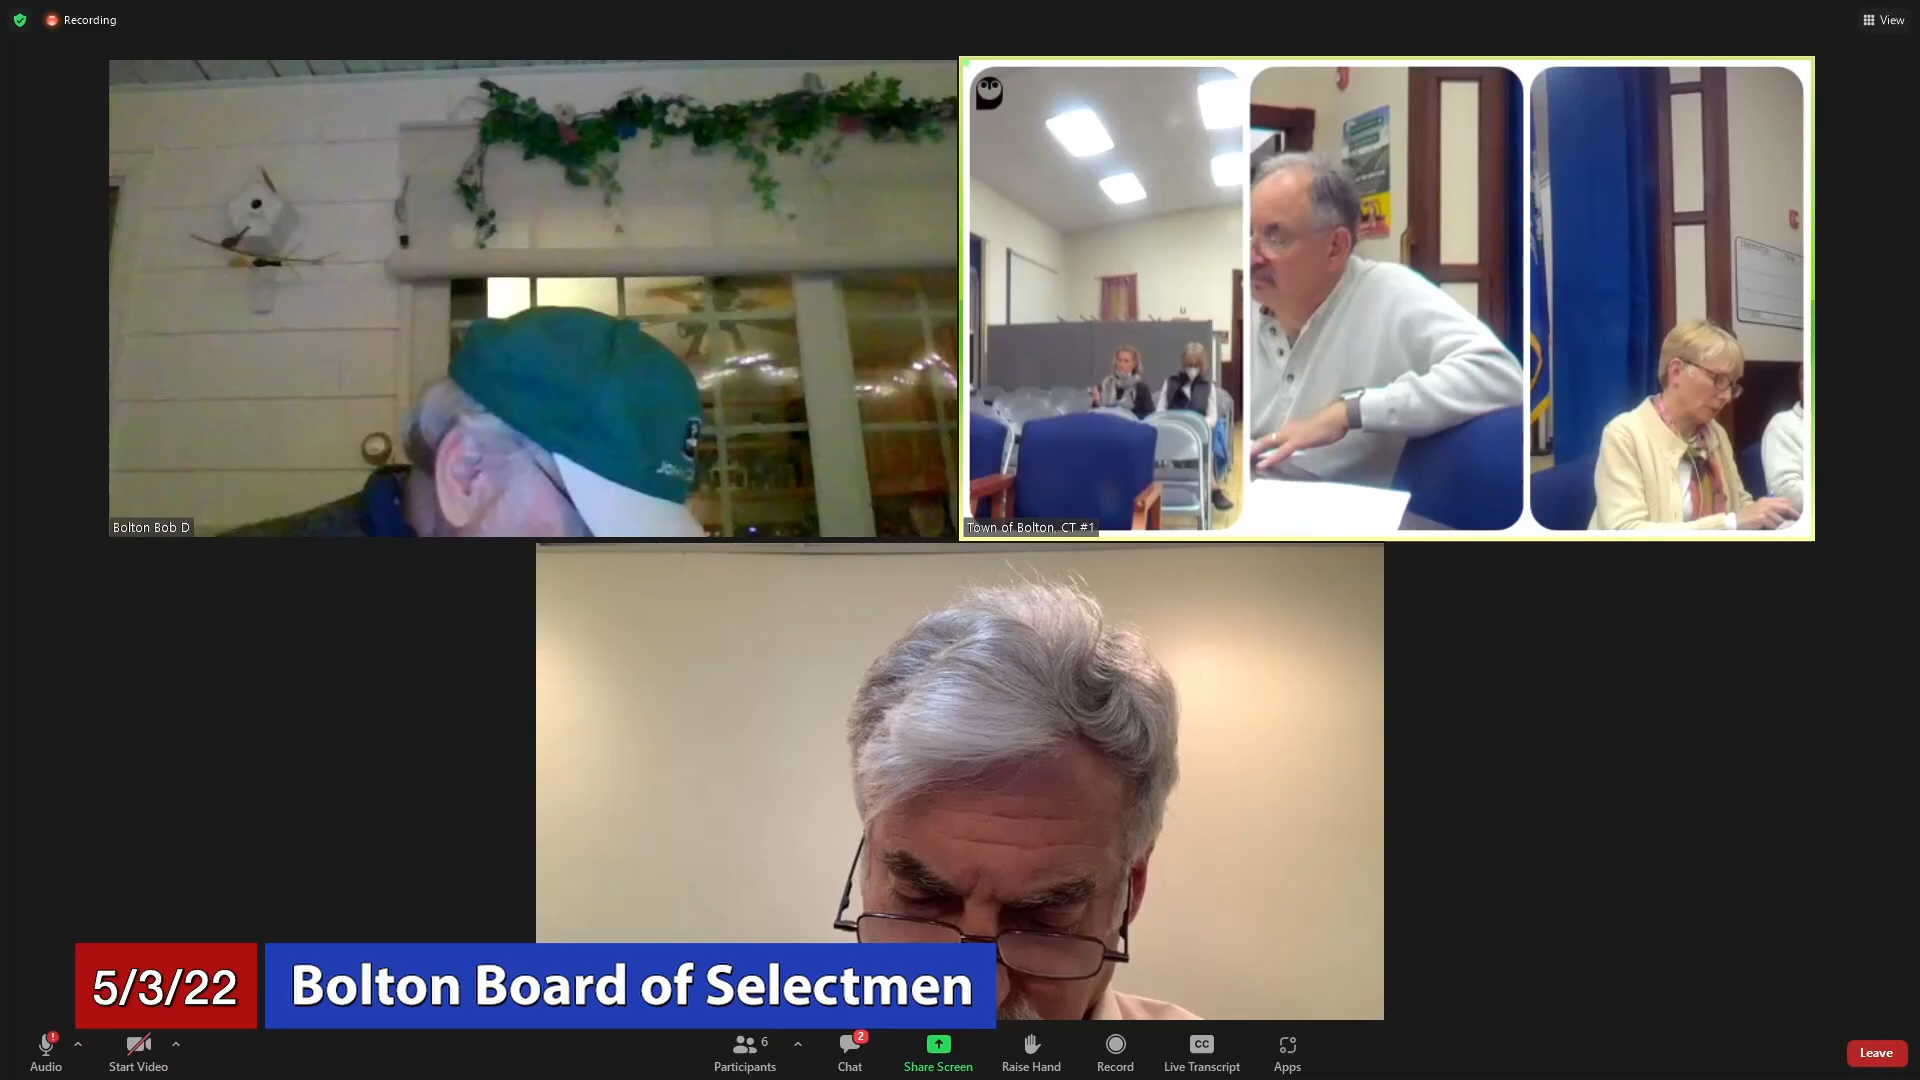 Recording
View
Bolton Bob D
Town of Bolton, CT #1
5/3/22
Bolton Board of Selectmen
Audio
Start Video
6
Participants
2
Chat
Share Screen
Raise Hand
Record
CC
Live Transcript
Apps
Leave